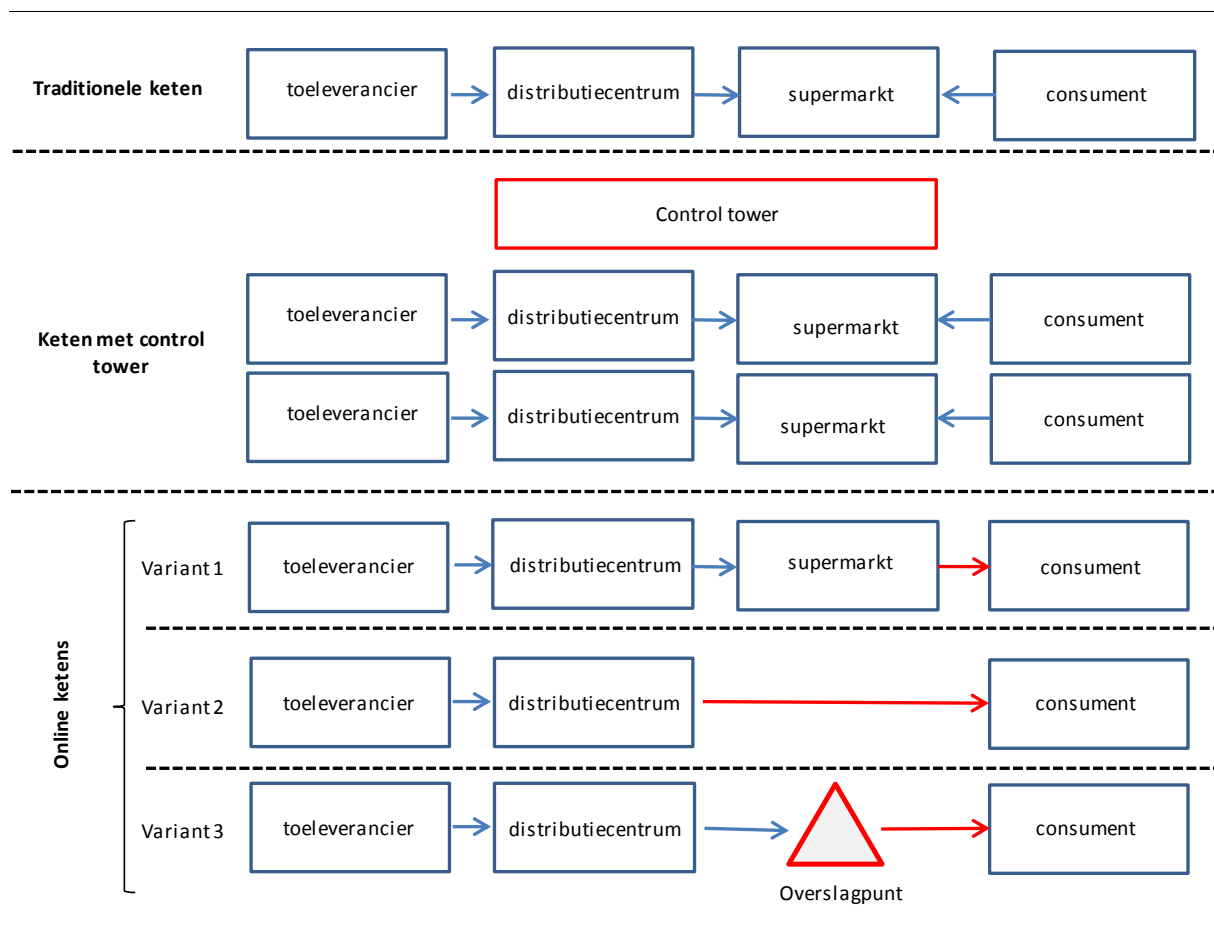 Traditionele keten
toeleverancier
distributiecentrum
supermarkt
consument
Control tower
Keten met control
tower
toeleverancier
distributiecentrum
supermarkt
consument
toeleverancier
distributiecentrum
supermarkt
consument
Online ketens
Variant 1
toeleverancier
distributiecentrum
supermarkt
consument
Variant 2
toeleverancier
distributiecentrum
consument
Variant 3
toeleverancier
distributiecentrum
consument
Overslagpunt